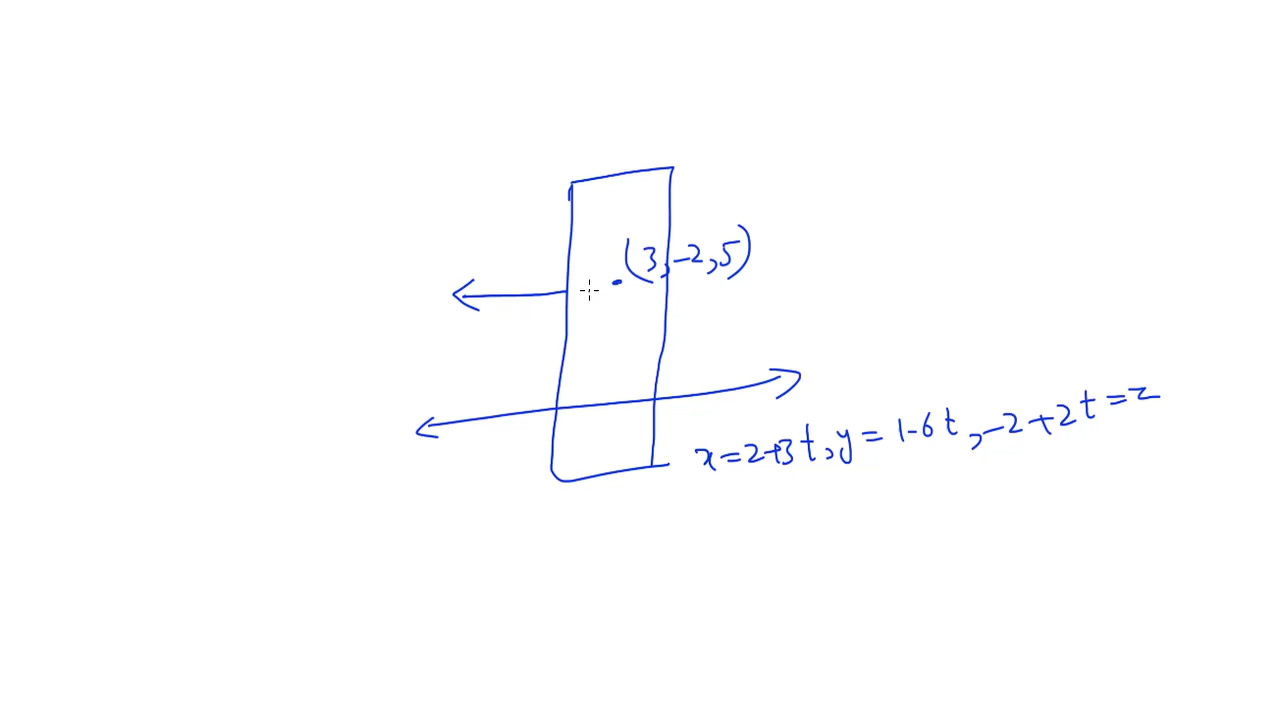 (3,-2,5)
x=2+3t, y=1-6t, -2+2t=z